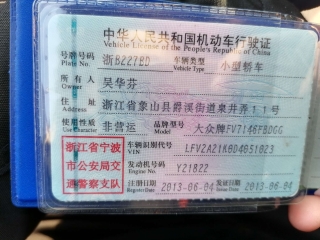 中华人民共和国机动车行驶证
Vehicle License of the People's Republic of China
号牌号码 浙B227BD 车辆类型 小型轿车
Plate No. Vehicle Type
所有人 吴华芬
Owner
住址 浙江省象山县爵溪街道泉井弄11号
Address
使用性质 非营运 品牌型号 大众牌FV7146FBDGG
Use Character Model
浙江省宁波 车辆识别代号 LFV2A21K6D4051023
市公安局交 VIN
通警察支队 发动机号码 Y21822
Engine No.
注册日期 2013-06-04 发证日期 2013-06-04
Register Date Issue Date